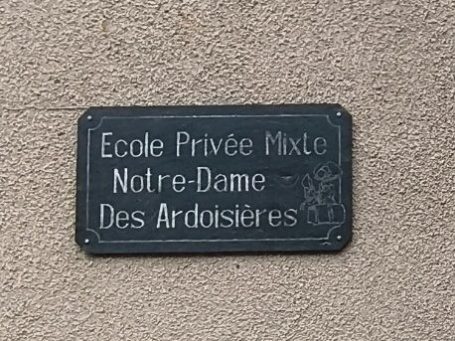 Ecole Privée Mixte
Notre-Dame
Des Ardoisières